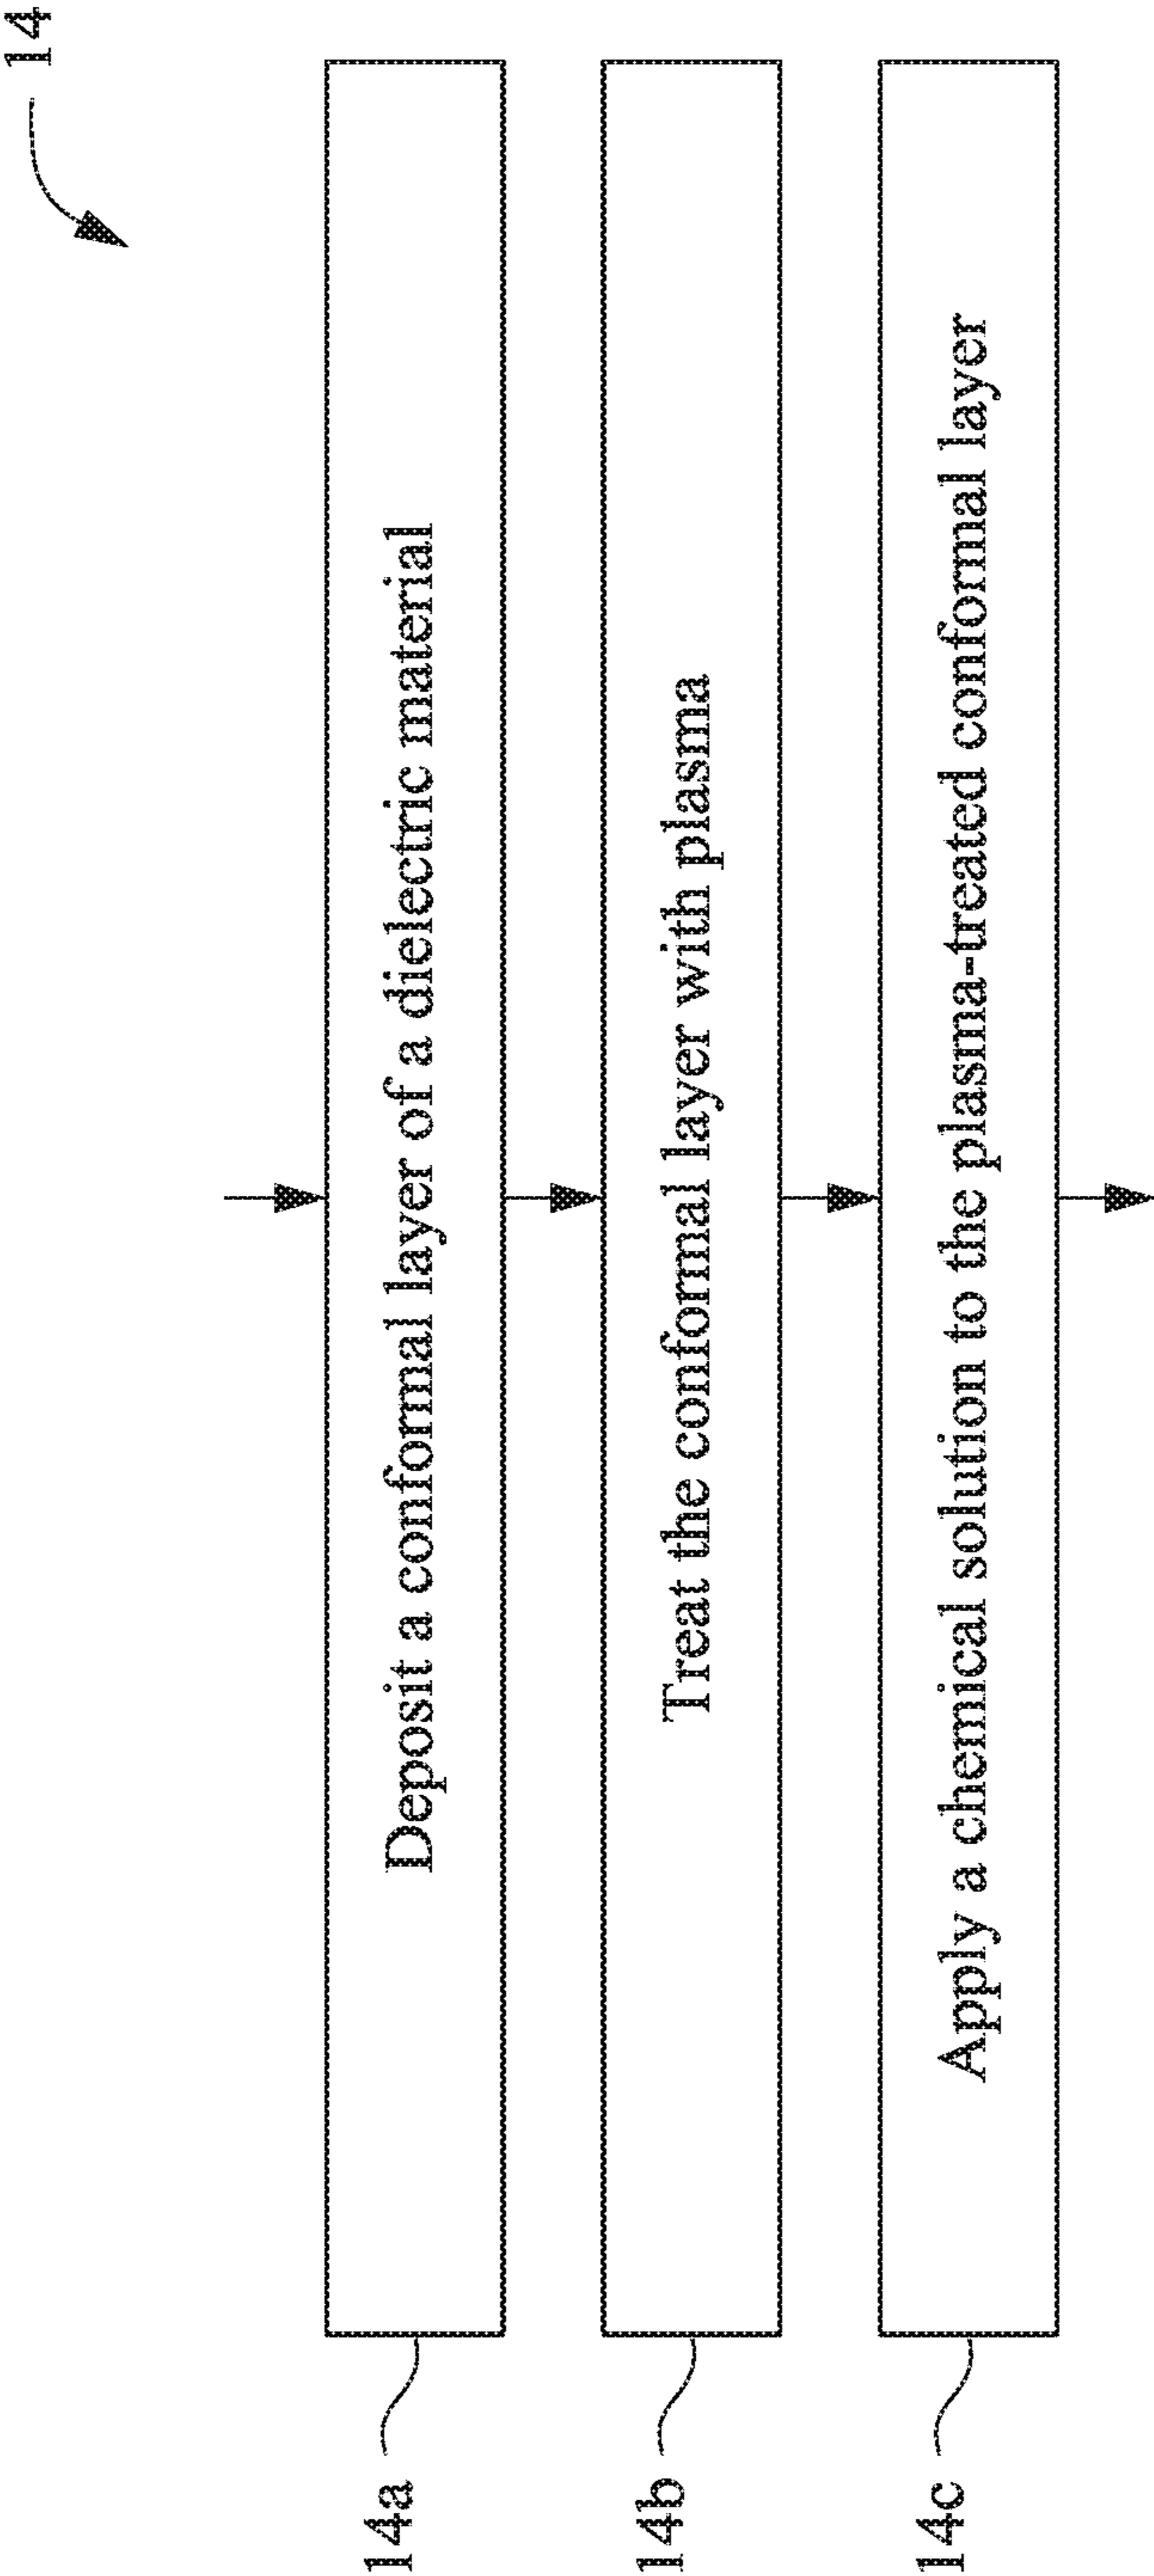 14
14a
Deposit a conformal layer of a dielectric material
14b
Treat the conformal layer with plasma
14c
Apply a chemical solution to the plasma-treated conformal layer